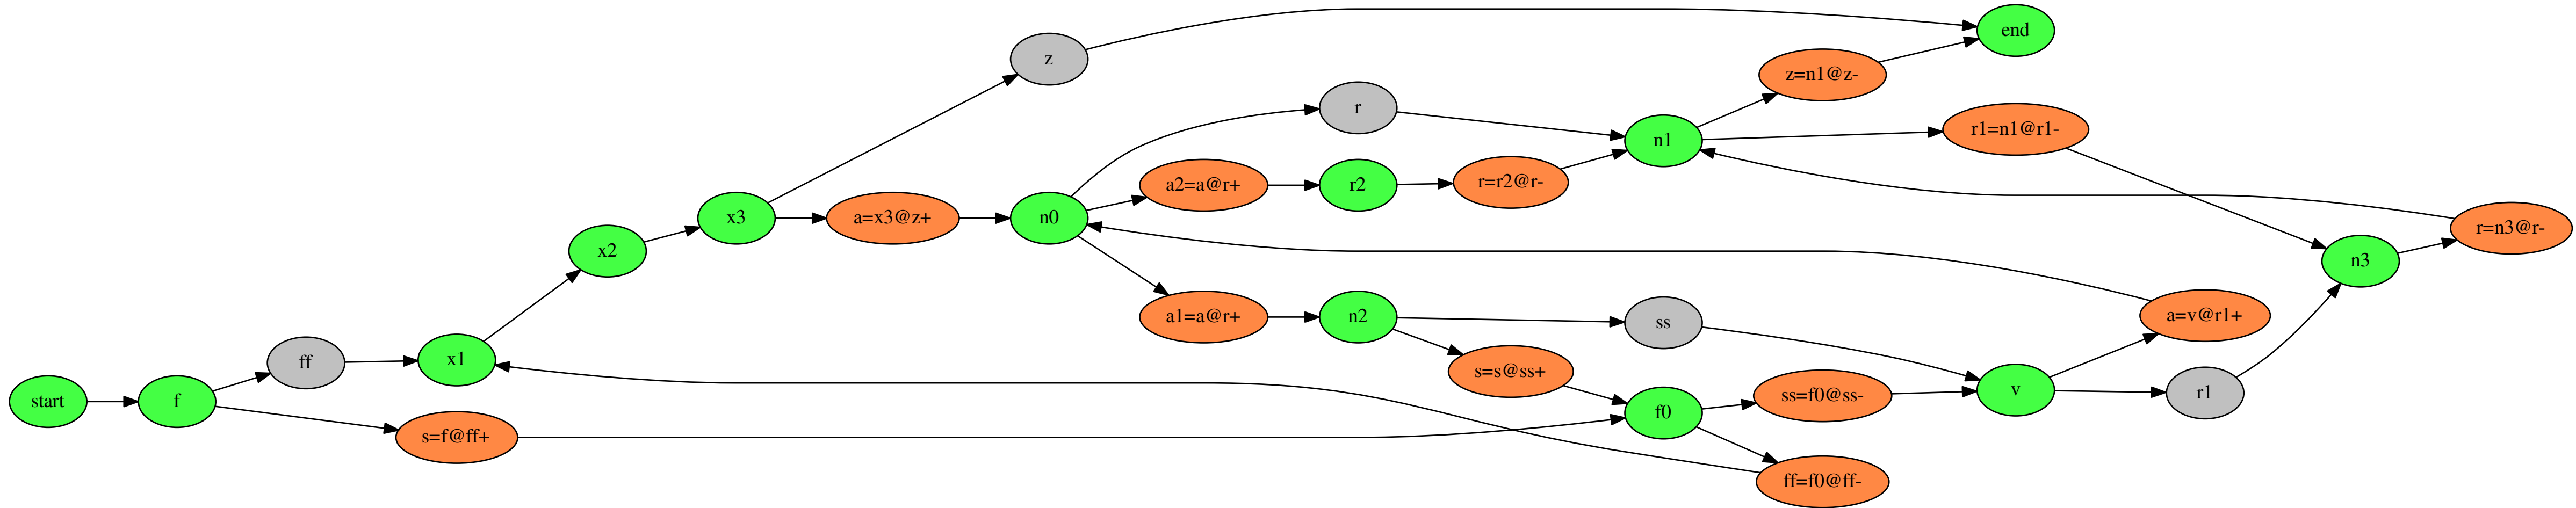 start
f
ff
s=f@ff+
x1
x2
x3
z
a=x3@z+
n0
r
a2=a@r+
r2
r=r2@r-
a1=a@r+
n2
ss
s=s@ss+
f0
n1
z=n1@z-
end
r1=n1@r1-
ss=f0@ss-
ff=f0@ff-
v
a=v@r1+
r1
n3
r=n3@r-